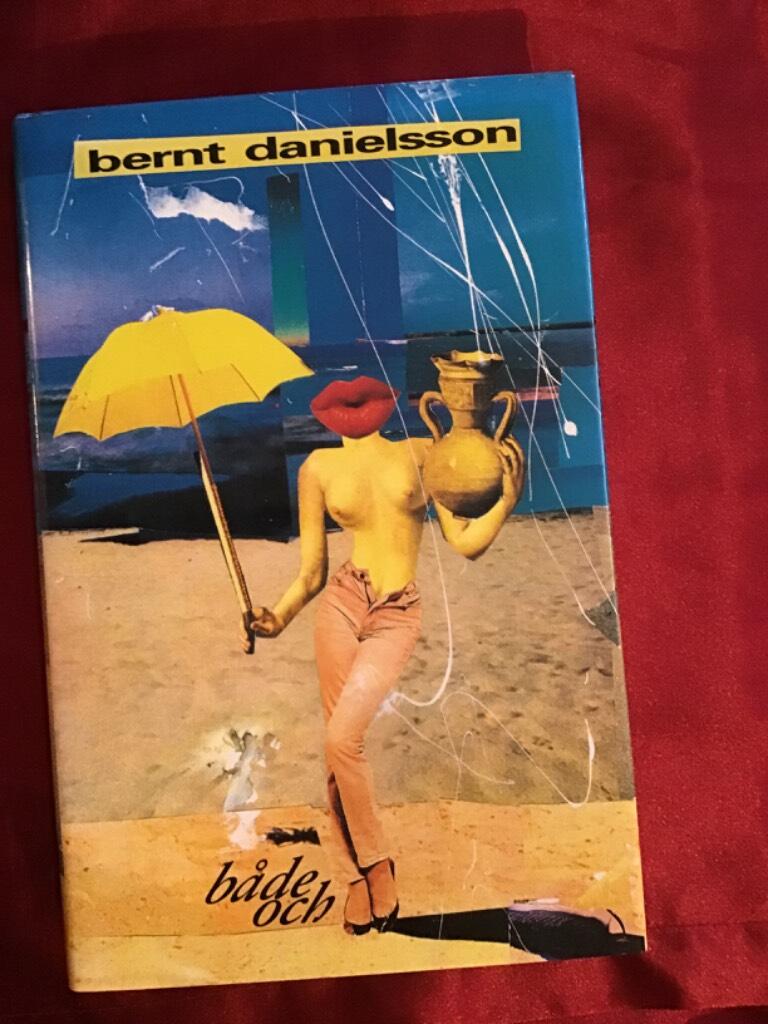 bernt danielsson
både
och